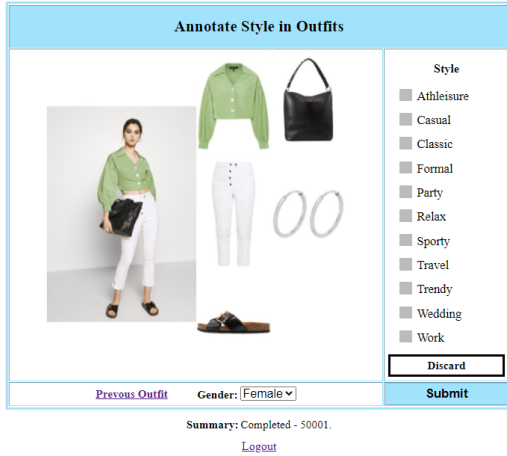 Annotate Style in Outfits
Style
Athleisure
Casual
Classic
Formal
Party
Relax
Sporty
Travel
Trendy
Wedding
Work
Discard
Prevous Outfit Gender: Female Submit
Summary: Completed - 50001.
Logout